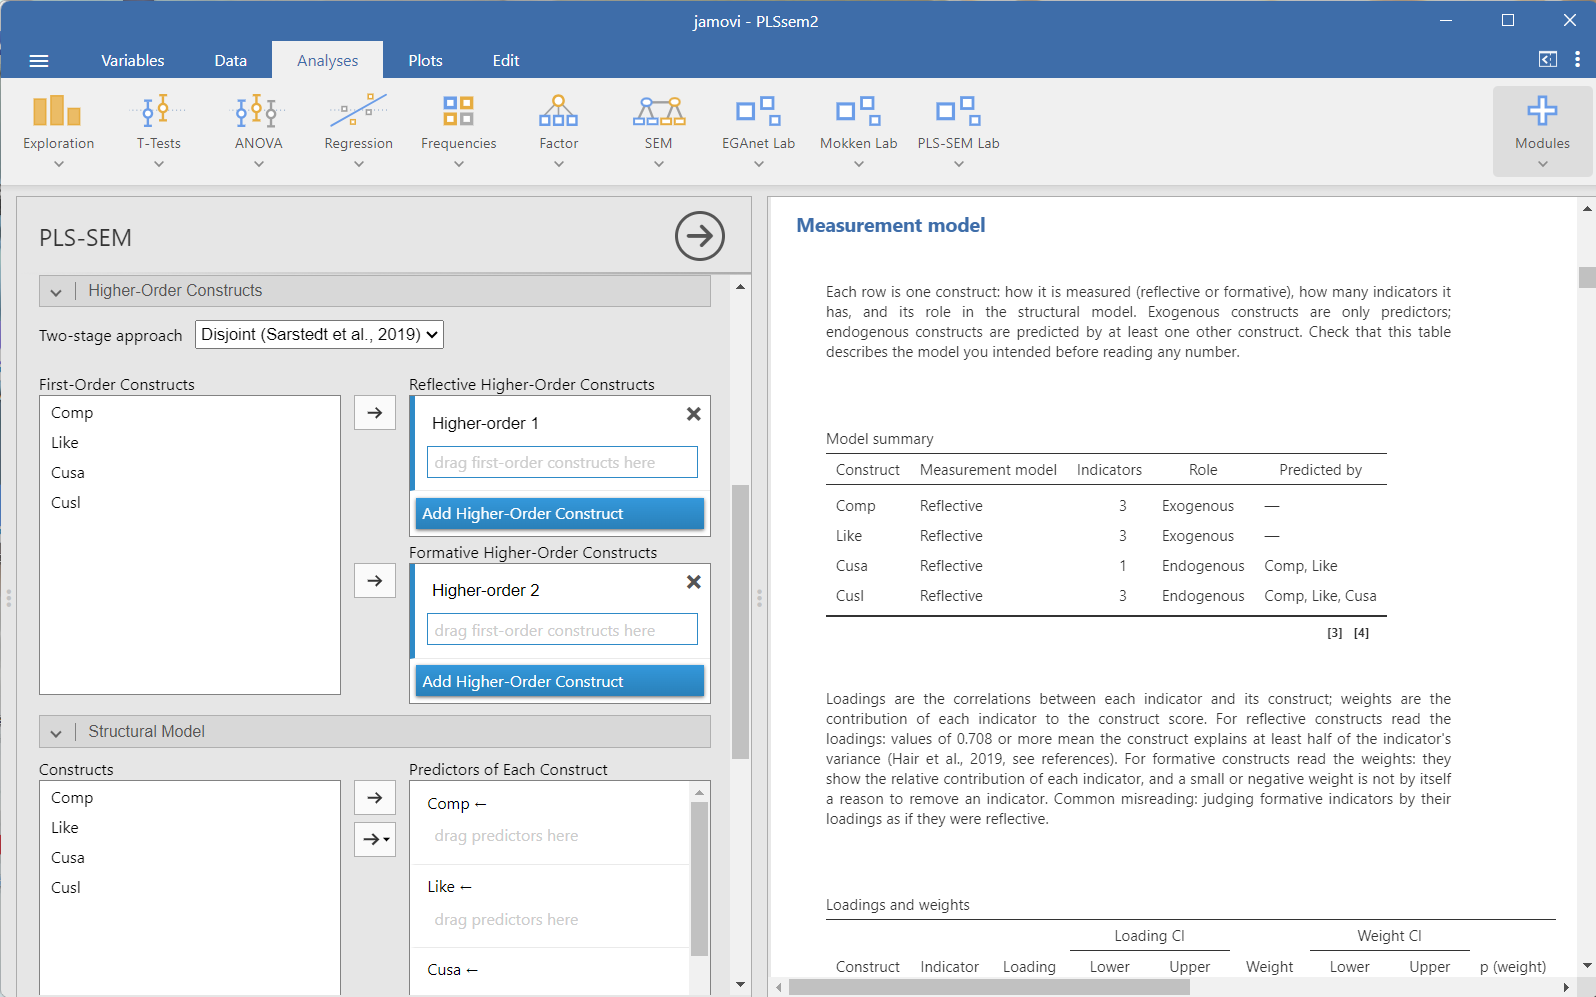 jamovi - PLSsem2
Variables
Data
Analyses
Plots
Edit
Exploration
T-Tests
ANOVA
Regression
Frequencies
Factor
SEM
EGAnet Lab
Mokken Lab
PLS-SEM Lab
Modules
PLS-SEM
Higher-Order Constructs
Two-stage approach
Disjoint (Sarstedt et al., 2019)
First-Order Constructs
Comp
Like
Cusa
Cusl
Reflective Higher-Order Constructs
Higher-order 1
drag first-order constructs here
Add Higher-Order Construct
Formative Higher-Order Constructs
Higher-order 2
drag first-order constructs here
Add Higher-Order Construct
Structural Model
Constructs
Comp
Like
Cusa
Cusl
Predictors of Each Construct
Comp ←
drag predictors here
Like ←
drag predictors here
Cusa ←
Measurement model
Each row is one construct: how it is measured (reflective or formative), how many indicators it
has, and its role in the structural model. Exogenous constructs are only predictors;
endogenous constructs are predicted by at least one other construct. Check that this table
describes the model you intended before reading any number.
Model summary
Construct Measurement model Indicators Role Predicted by
Comp Reflective 3 Exogenous —
Like Reflective 3 Exogenous —
Cusa Reflective 1 Endogenous Comp, Like
Cusl Reflective 3 Endogenous Comp, Like, Cusa
[3] [4]
Loadings are the correlations between each indicator and its construct; weights are the
contribution of each indicator to the construct score. For reflective constructs read the
loadings: values of 0.708 or more mean the construct explains at least half of the indicator's
variance (Hair et al., 2019, see references). For formative constructs read the weights: they
show the relative contribution of each indicator, and a small or negative weight is not by itself
a reason to remove an indicator. Common misreading: judging formative indicators by their
loadings as if they were reflective.
Loadings and weights
Loading CI Weight CI
Construct Indicator Loading Lower Upper Weight Lower Upper p (weight)